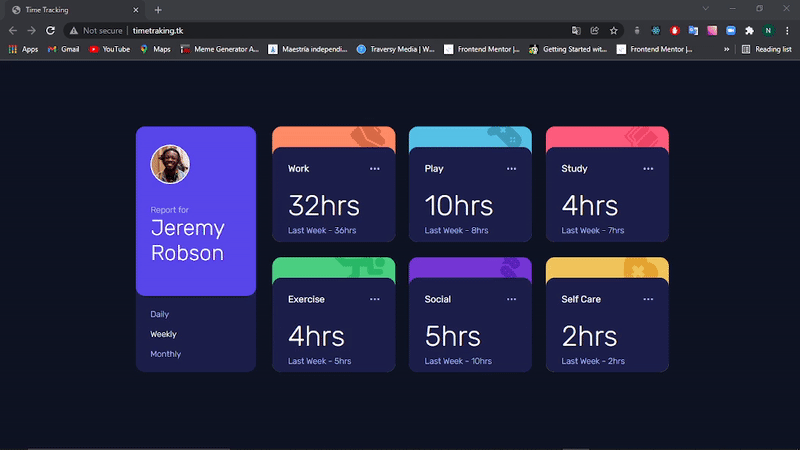 Time Tracking
Not secure
timetraking.tk
Apps
Gmail
YouTube
Maps
Meme Generator A...
Maestría independi...
Traversy Media | W...
Frontend Mentor |...
Getting Started wit...
Frontend Mentor |...
»
Reading list
N
Report for
Jeremy
Robson
Daily
Weekly
Monthly
Work
32hrs
Last Week - 36hrs
Play
10hrs
Last Week - 8hrs
Study
4hrs
Last Week - 7hrs
Exercise
4hrs
Last Week - 5hrs
Social
5hrs
Last Week - 10hrs
Self Care
2hrs
Last Week - 2hrs